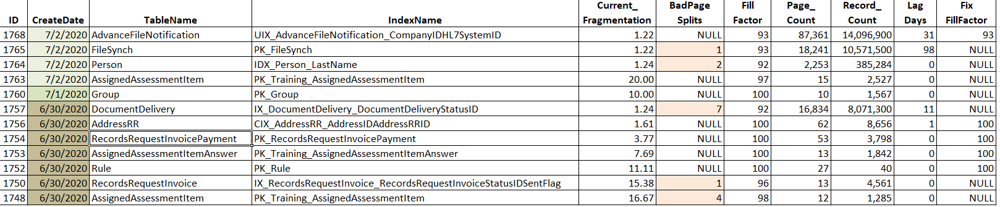 ID CreateDate TableName IndexName Current_ Fragmentation BadPage Splits Fill Factor Page_ Count Record_ Count Lag Days Fix FillFactor
1768 7/2/2020 AdvanceFileNotification UIX_AdvanceFileNotification_CompanyIDHL7SystemID 1.22 NULL 93 87,361 14,096,900 31 93
1765 7/2/2020 FileSynch PK_FileSynch 1.22 1 93 18,241 10,571,500 98 NULL
1764 7/2/2020 Person IDX_Person_LastName 1.24 2 92 2,253 385,284 0 NULL
1763 7/2/2020 AssignedAssessmentItem PK_Training_AssignedAssessmentItem 20.00 NULL 97 15 2,527 0 NULL
1760 7/1/2020 Group PK_Group 10.00 NULL 100 10 1,567 0 NULL
1757 6/30/2020 DocumentDelivery IX_DocumentDelivery_DocumentDeliveryStatusID 1.24 7 92 16,834 8,071,300 11 NULL
1756 6/30/2020 AddressRR CIX_AddressRR_AddressIDAddressRRID 1.61 NULL 100 62 8,656 1 100
1754 6/30/2020 RecordsRequestInvoicePayment PK_RecordsRequestInvoicePayment 3.77 NULL 100 53 3,798 0 100
1753 6/30/2020 AssignedAssessmentItemAnswer PK_Training_AssignedAssessmentItemAnswer 7.69 NULL 100 13 1,842 0 100
1752 6/30/2020 Rule PK_Rule 11.11 NULL 100 27 40 0 100
1750 6/30/2020 RecordsRequestInvoice IX_RecordsRequestInvoice_RecordsRequestInvoiceStatusIDSentFlag 15.38 1 96 13 4,561 0 NULL
1748 6/30/2020 AssignedAssessmentItem PK_Training_AssignedAssessmentItem 16.67 4 98 12 1,285 0 NULL